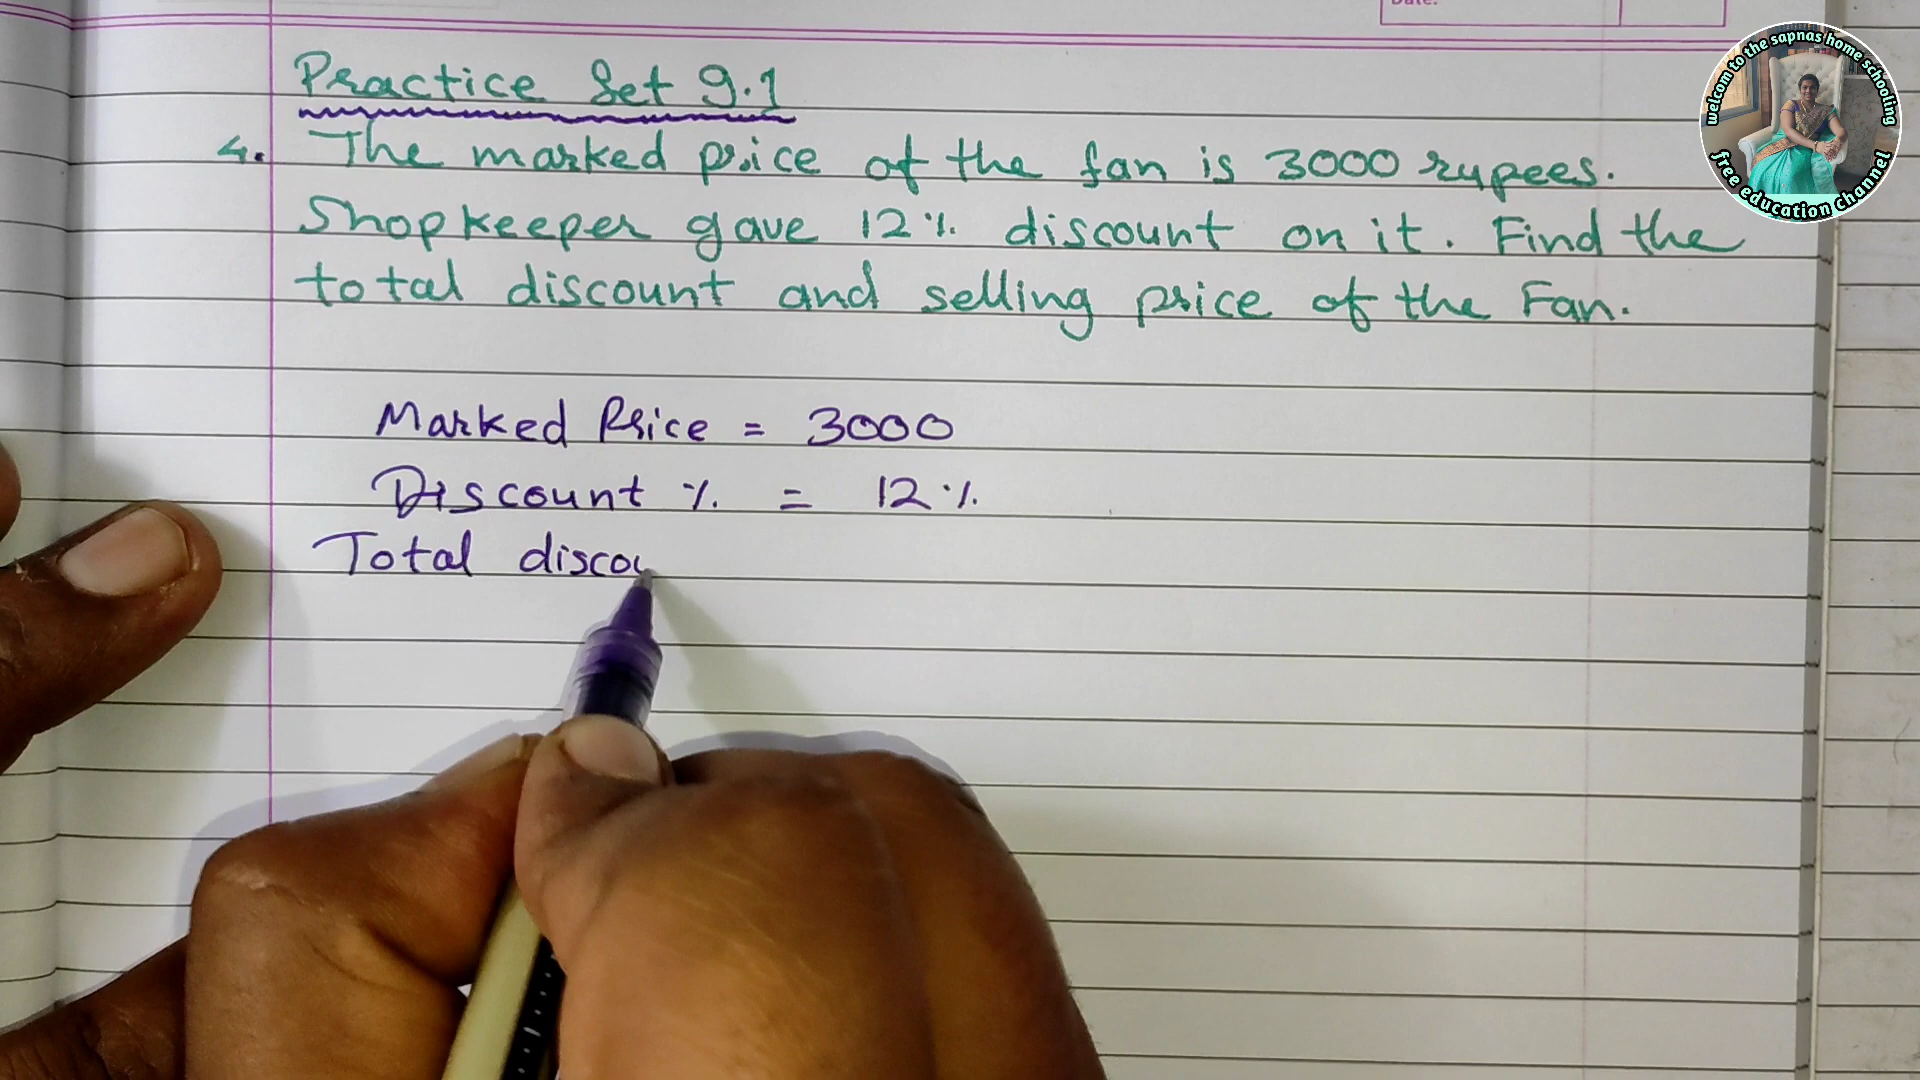 Date:
Practice Set 9.1
4. The marked price of the fan is 3000 rupees.
Shopkeeper gave 12% discount on it. Find the
total discount and selling price of the Fan.
Marked Price = 3000
Discount % = 12%
Total discou
welcom to the sapnas home schooling
free education channel